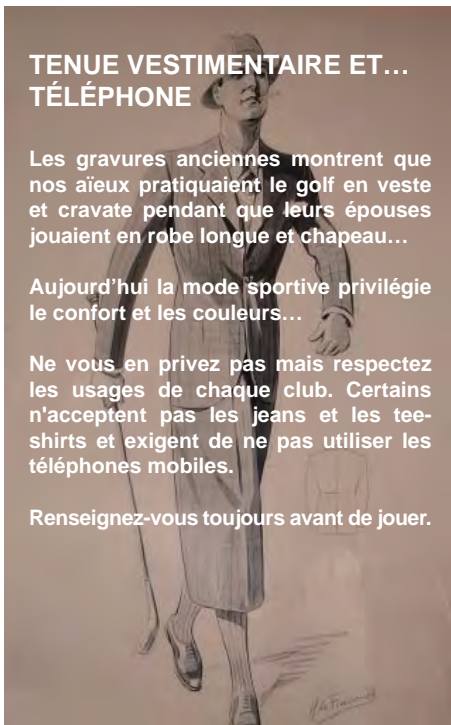 TENUE VESTIMENTAIRE ET…
TÉLÉPHONE
Les gravures anciennes montrent que
nos aïeux pratiquaient le golf en veste
et cravate pendant que leurs épouses
jouaient en robe longue et chapeau…
Aujourd’hui la mode sportive privilégie
le confort et les couleurs…
Ne vous en privez pas mais respectez
les usages de chaque club. Certains
n'acceptent pas les jeans et les tee-
shirts et exigent de ne pas utiliser les
téléphones mobiles.
Renseignez-vous toujours avant de jouer.